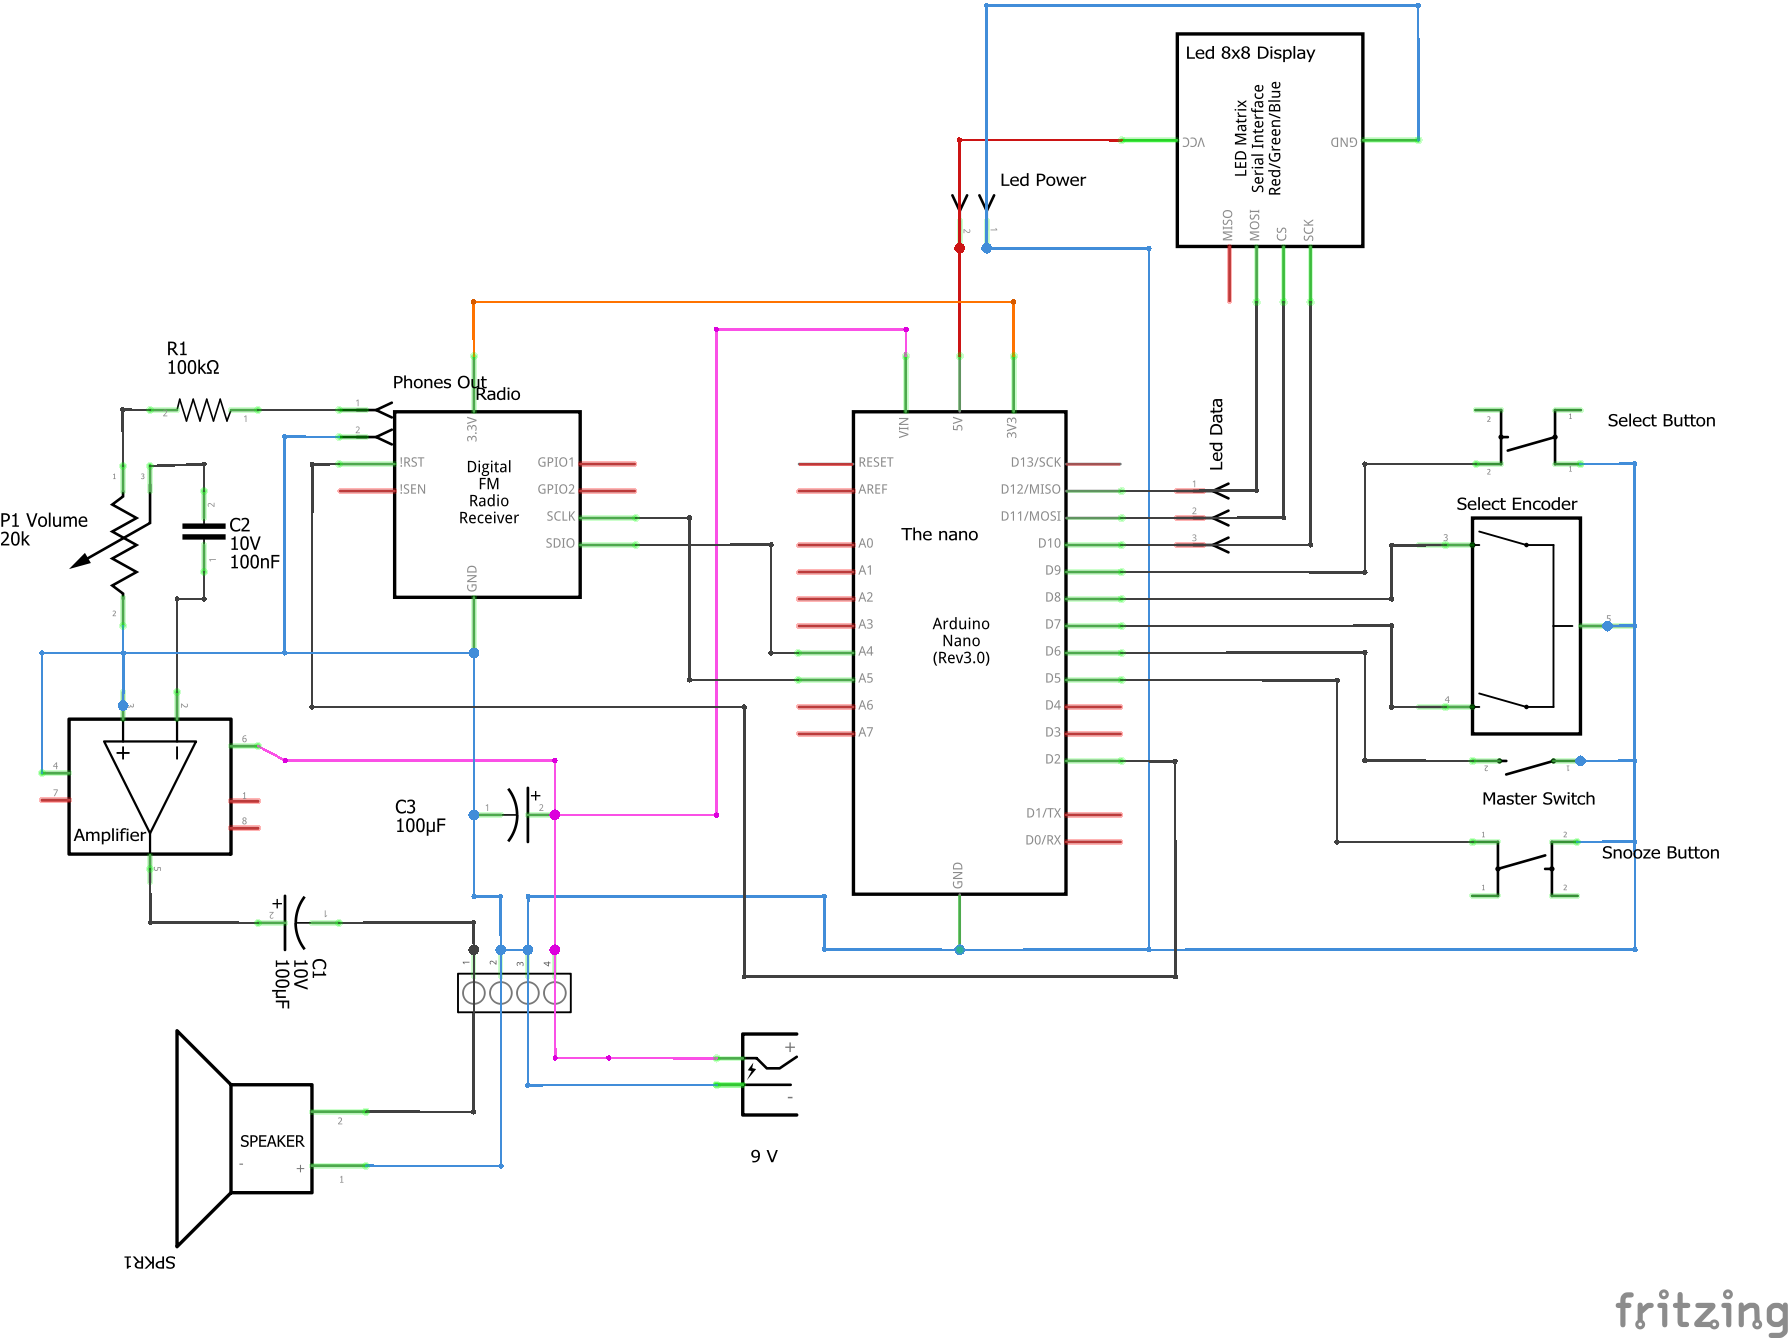 Led 8x8 Display
LED Matrix
Serial Interface
Red/Green/Blue
VCC
GND
MISO
MOSI
CS
SCK
Led Power
2
1
R1
100kΩ
2
1
Phones Out
1
2
Radio
3.3V
!RST
!SEN
GPIO1
GPIO2
SCLK
SDIO
GND
Digital
FM
Radio
Receiver
P1 Volume
20k
1
3
2
C2
10V
100nF
2
1
VIN
5V
3V3
RESET
AREF
A0
A1
A2
A3
A4
A5
A6
A7
D13/SCK
D12/MISO
D11/MOSI
D10
D9
D8
D7
D6
D5
D4
D3
D2
D1/TX
D0/RX
GND
The nano
Arduino
Nano
(Rev3.0)
Led Data
1
2
3
Select Button
2
1
2
1
Select Encoder
3
4
5
Master Switch
2
1
Snooze Button
1
2
1
2
Amplifier
+
3
2
6
4
7
1
8
5
C3
100µF
1
2
+
C1
10V
100µF
+
2
1
1
2
3
4
+
-
9 V
SPEAKER
-
+
2
1
SPKR1
fritzing